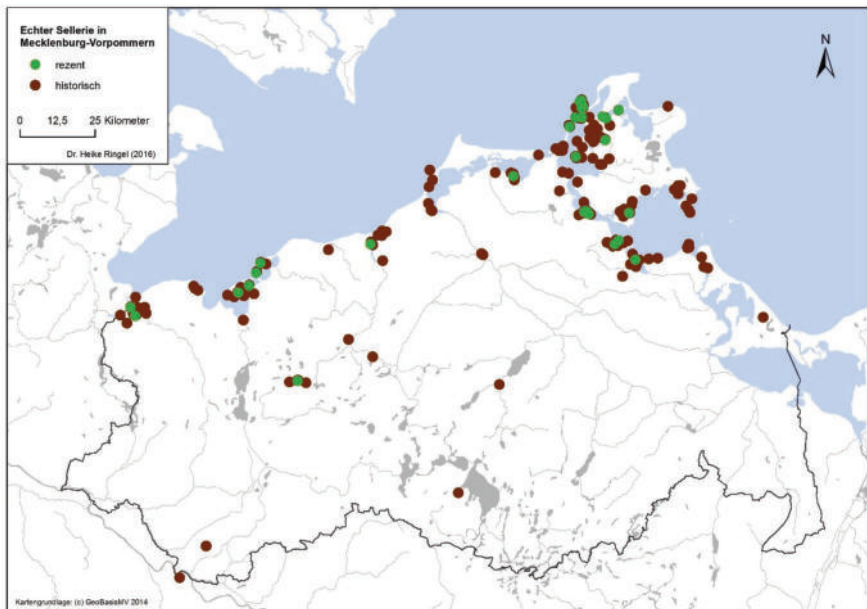 Echter Sellerie in
Mecklenburg-Vorpommern
rezent
historisch
0 12,5 25 Kilometer
Dr. Heike Ringel (2016)
N
Kartengrundlage: (c) GeoBasisMV 2014